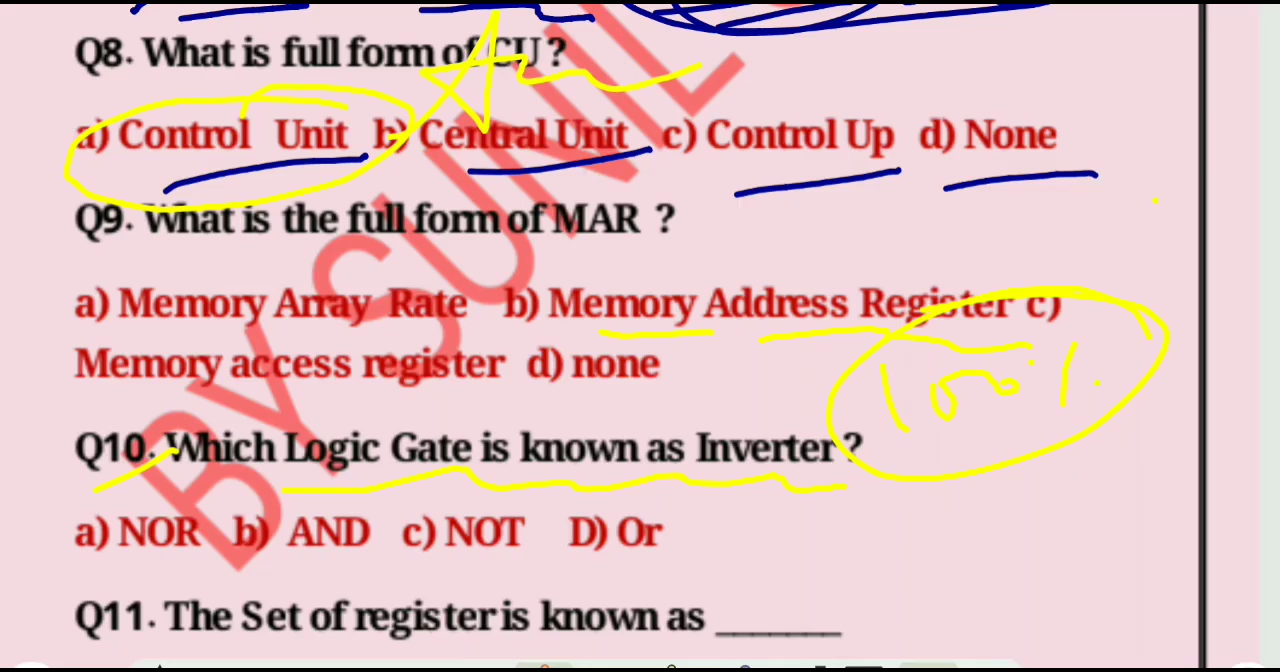 Q8. What is full form of CU ?
a) Control Unit b) Central Unit c) Control Up d) None
Q9. What is the full form of MAR ?
a) Memory Array Rate b) Memory Address Register c)
Memory access register d) none
100%
Q10. Which Logic Gate is known as Inverter ?
a) NOR b) AND c) NOT D) Or
Q11. The Set of register is known as _______
BY SUNIL